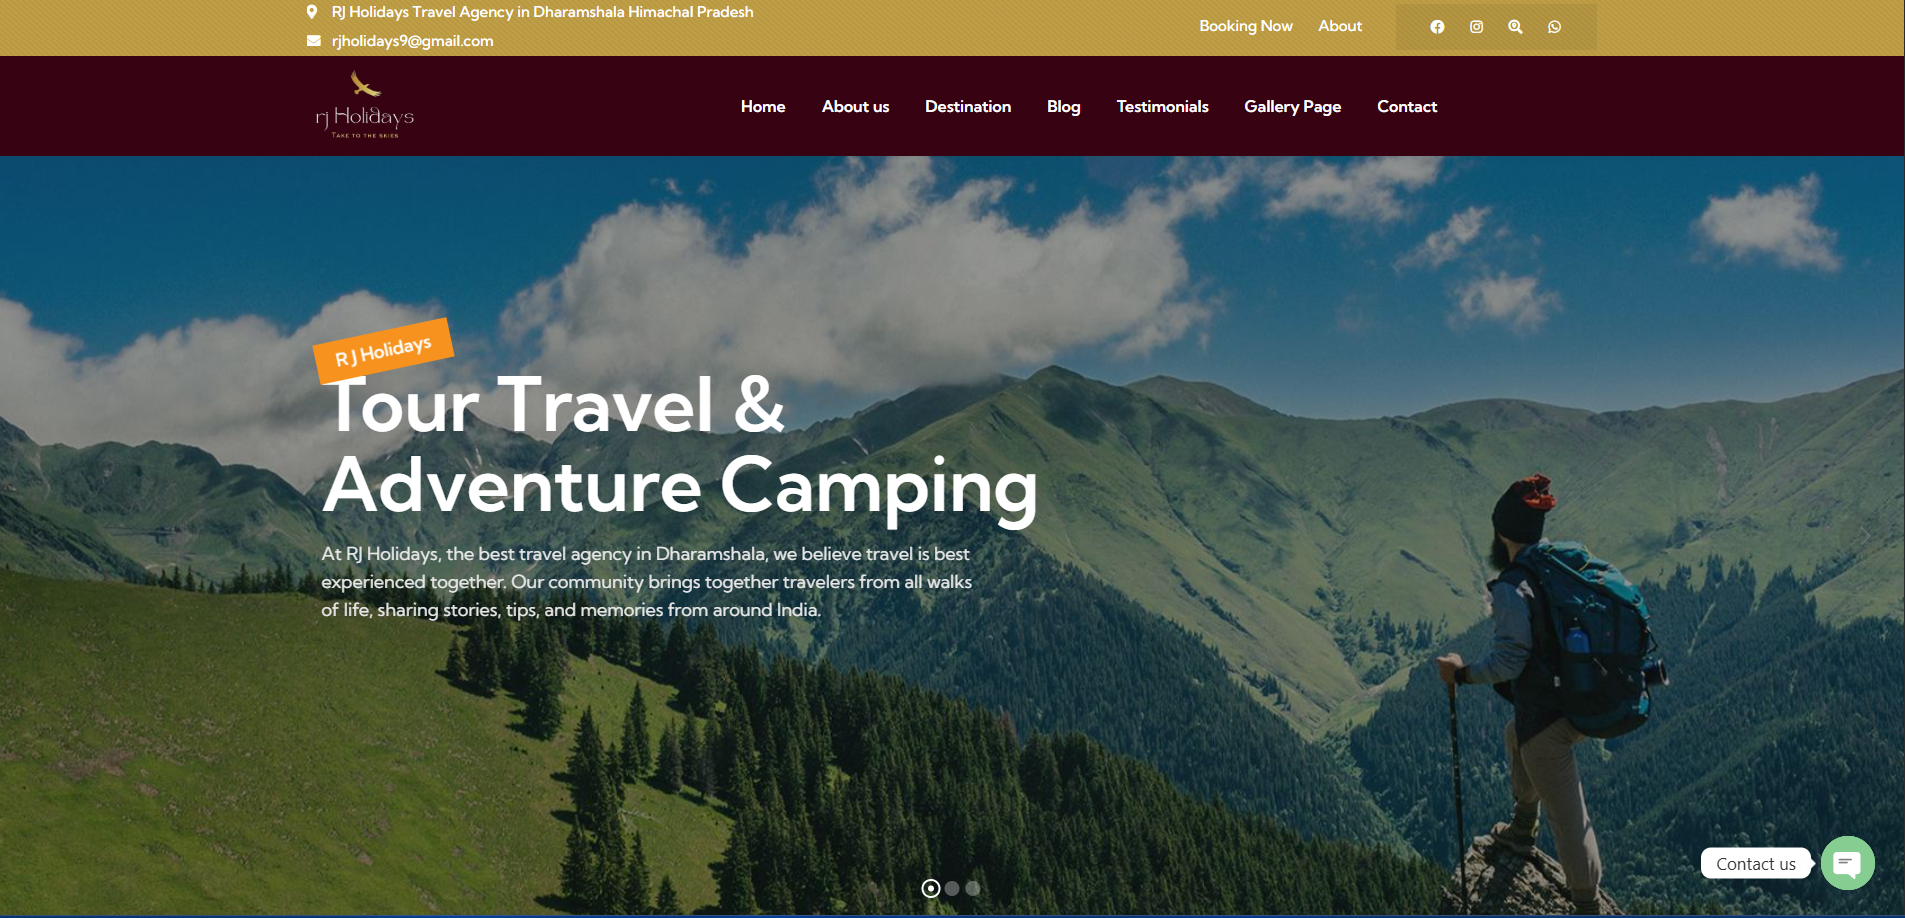 RJ Holidays Travel Agency in Dharamshala Himachal Pradesh
rjholidays9@gmail.com
Booking Now
About
rj Holidays
TAKE TO THE SKIES
Home
About us
Destination
Blog
Testimonials
Gallery Page
Contact
R J Holidays
Tour Travel &
Adventure Camping
At RJ Holidays, the best travel agency in Dharamshala, we believe travel is best
experienced together. Our community brings together travelers from all walks
of life, sharing stories, tips, and memories from around India.
Contact us